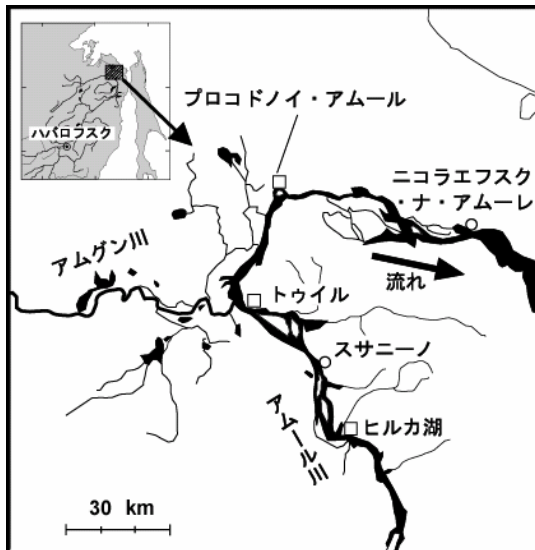 ハバロフスク
プロコドノイ・アムール
ニコラエフスク
・ナ・アムーレ
アムグン川
流れ
トゥイル
スサニーノ
アムール川
ヒルカ湖
30 km